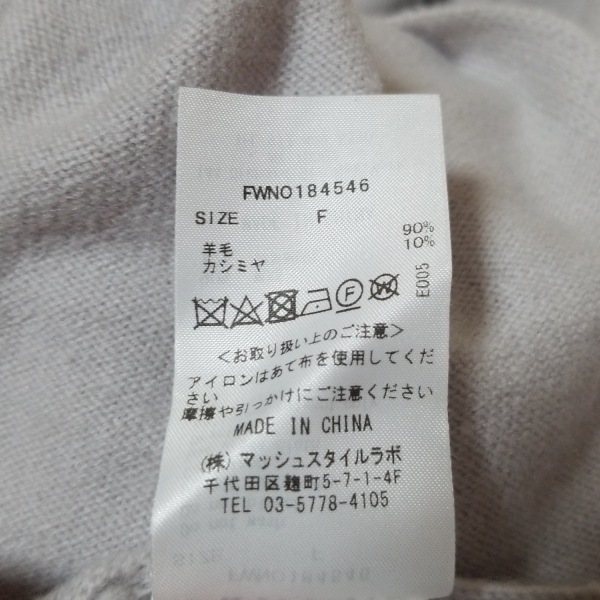 FWNO184546
SIZE F
羊毛 90%
カシミヤ 10%
E005
F W
<お取り扱い上のご注意>
アイロンはあて布を使用してくだ
さい
摩擦や引っかけにご注意ください
MADE IN CHINA
(株) マッシュスタイルラボ
千代田区麹町5-7-1-4F
TEL 03-5778-4105